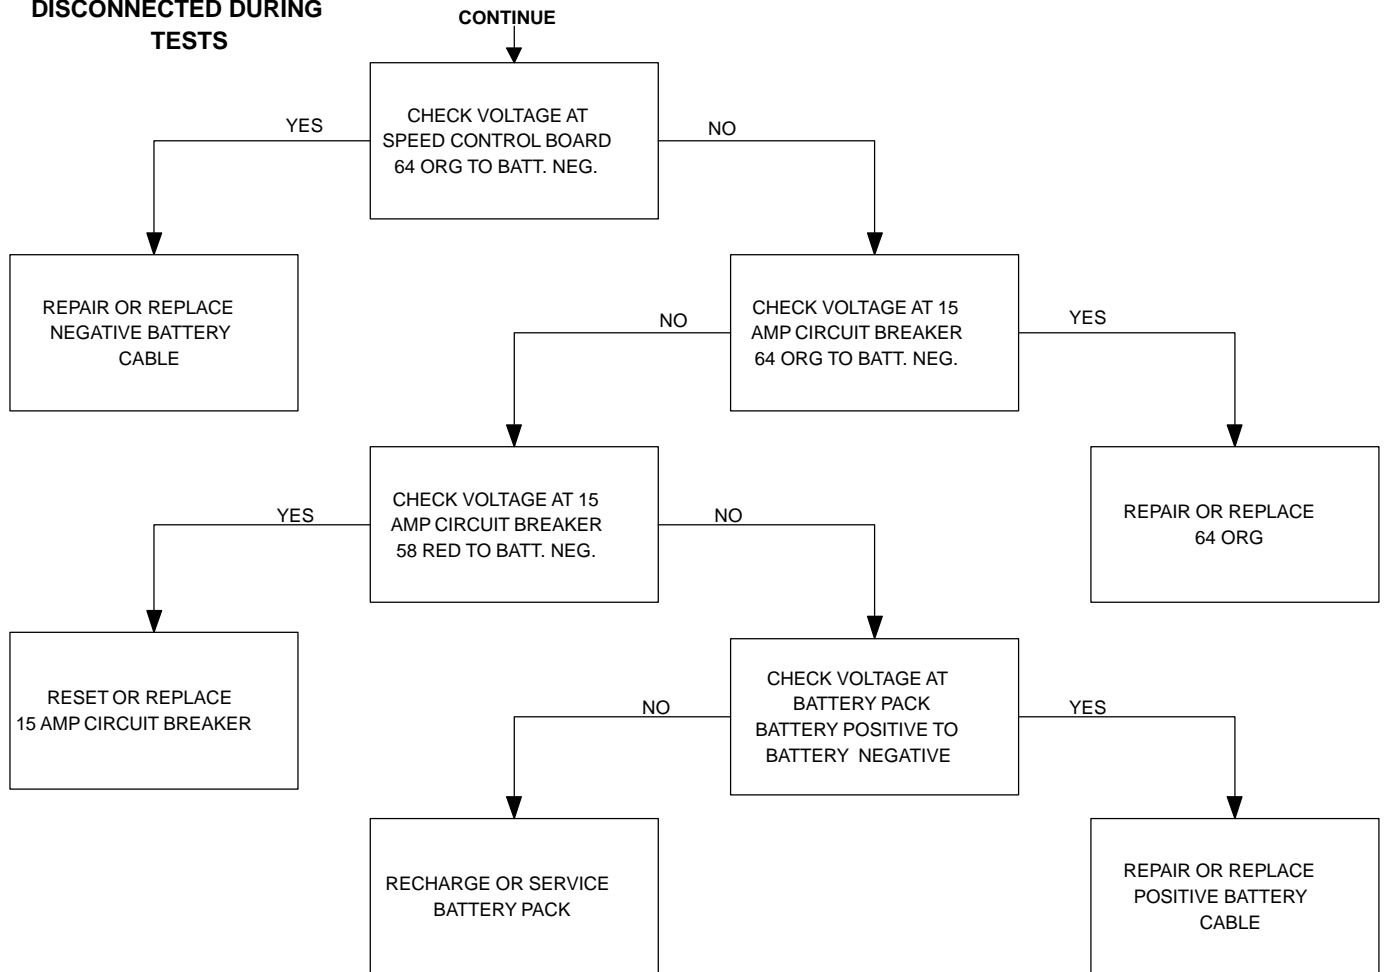 DISCONNECTED DURING
TESTS
CONTINUE
CHECK VOLTAGE AT
SPEED CONTROL BOARD
64 ORG TO BATT. NEG.
YES
NO
REPAIR OR REPLACE
NEGATIVE BATTERY
CABLE
CHECK VOLTAGE AT 15
AMP CIRCUIT BREAKER
64 ORG TO BATT. NEG.
NO
YES
CHECK VOLTAGE AT 15
AMP CIRCUIT BREAKER
58 RED TO BATT. NEG.
YES
NO
REPAIR OR REPLACE
64 ORG
RESET OR REPLACE
15 AMP CIRCUIT BREAKER
CHECK VOLTAGE AT
BATTERY PACK
BATTERY POSITIVE TO
BATTERY NEGATIVE
NO
YES
RECHARGE OR SERVICE
BATTERY PACK
REPAIR OR REPLACE
POSITIVE BATTERY
CABLE